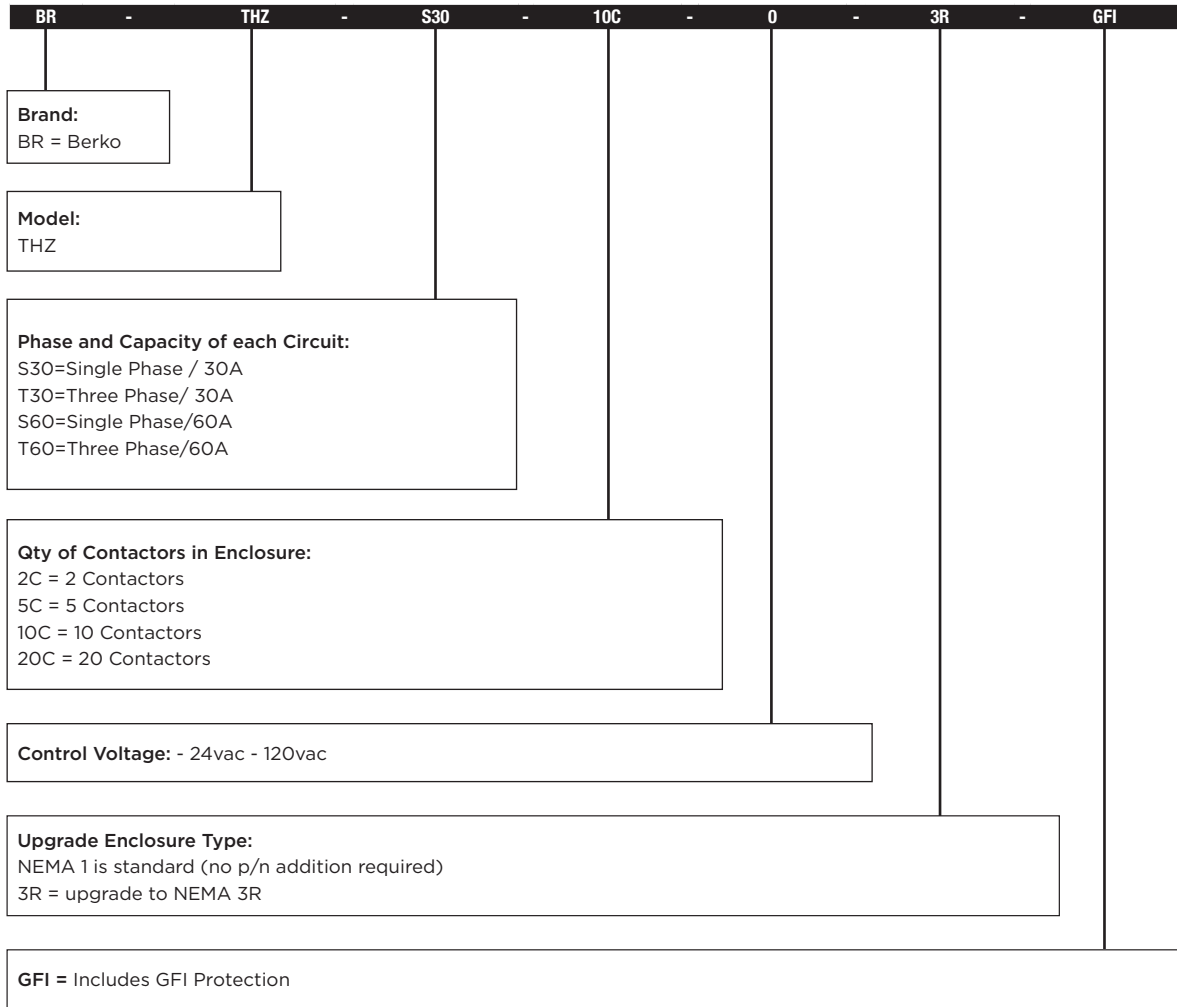 BR - THZ - S30 - 10C - 0 - 3R - GFI
Brand:
BR = Berko
Model:
THZ
Phase and Capacity of each Circuit:
S30=Single Phase / 30A
T30=Three Phase/ 30A
S60=Single Phase/60A
T60=Three Phase/60A
Qty of Contactors in Enclosure:
2C = 2 Contactors
5C = 5 Contactors
10C = 10 Contactors
20C = 20 Contactors
Control Voltage: - 24vac - 120vac
Upgrade Enclosure Type:
NEMA 1 is standard (no p/n addition required)
3R = upgrade to NEMA 3R
GFI = Includes GFI Protection